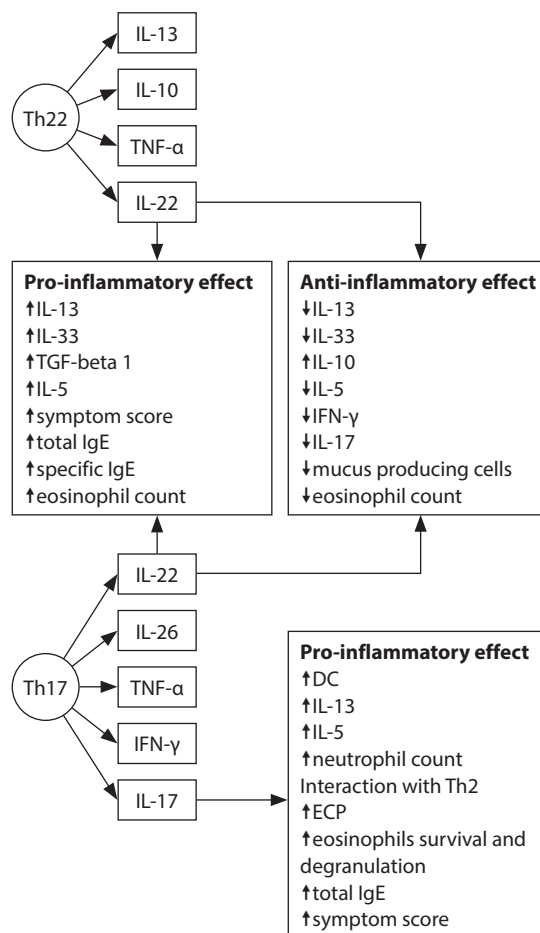 IL-13
IL-10
Th22
TNF-α
IL-22
Pro-inflammatory effect
↑IL-13
↑IL-33
↑TGF-beta 1
↑IL-5
↑symptom score
↑total IgE
↑specific IgE
↑eosinophil count
Anti-inflammatory effect
↓IL-13
↓IL-33
↑IL-10
↓IL-5
↓IFN-γ
↓IL-17
↓mucus producing cells
↓eosinophil count
IL-22
IL-26
Th17
TNF-α
IFN-γ
IL-17
Pro-inflammatory effect
↑DC
↑IL-13
↑IL-5
↑neutrophil count
Interaction with Th2
↑ECP
↑eosinophils survival and
degranulation
↑total IgE
↑symptom score